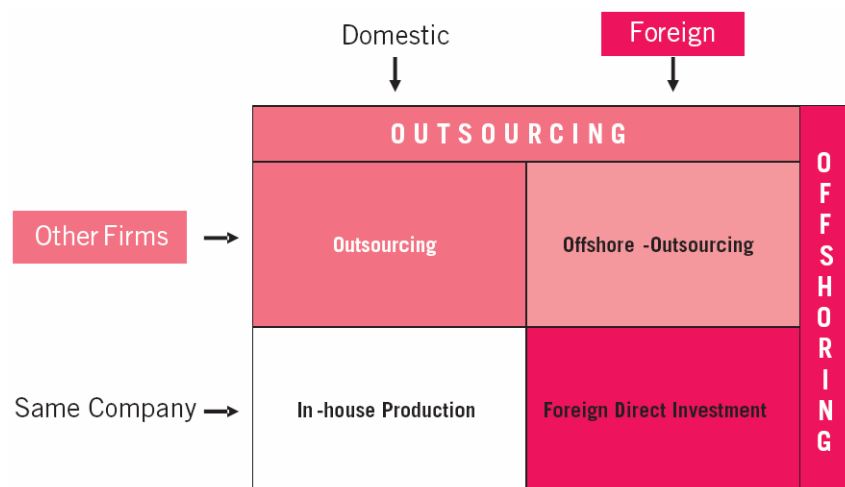 Domestic
Foreign
OUTSOURCING
OFFSHORING
Other Firms
Outsourcing
Offshore -Outsourcing
Same Company
In -house Production
Foreign Direct Investment